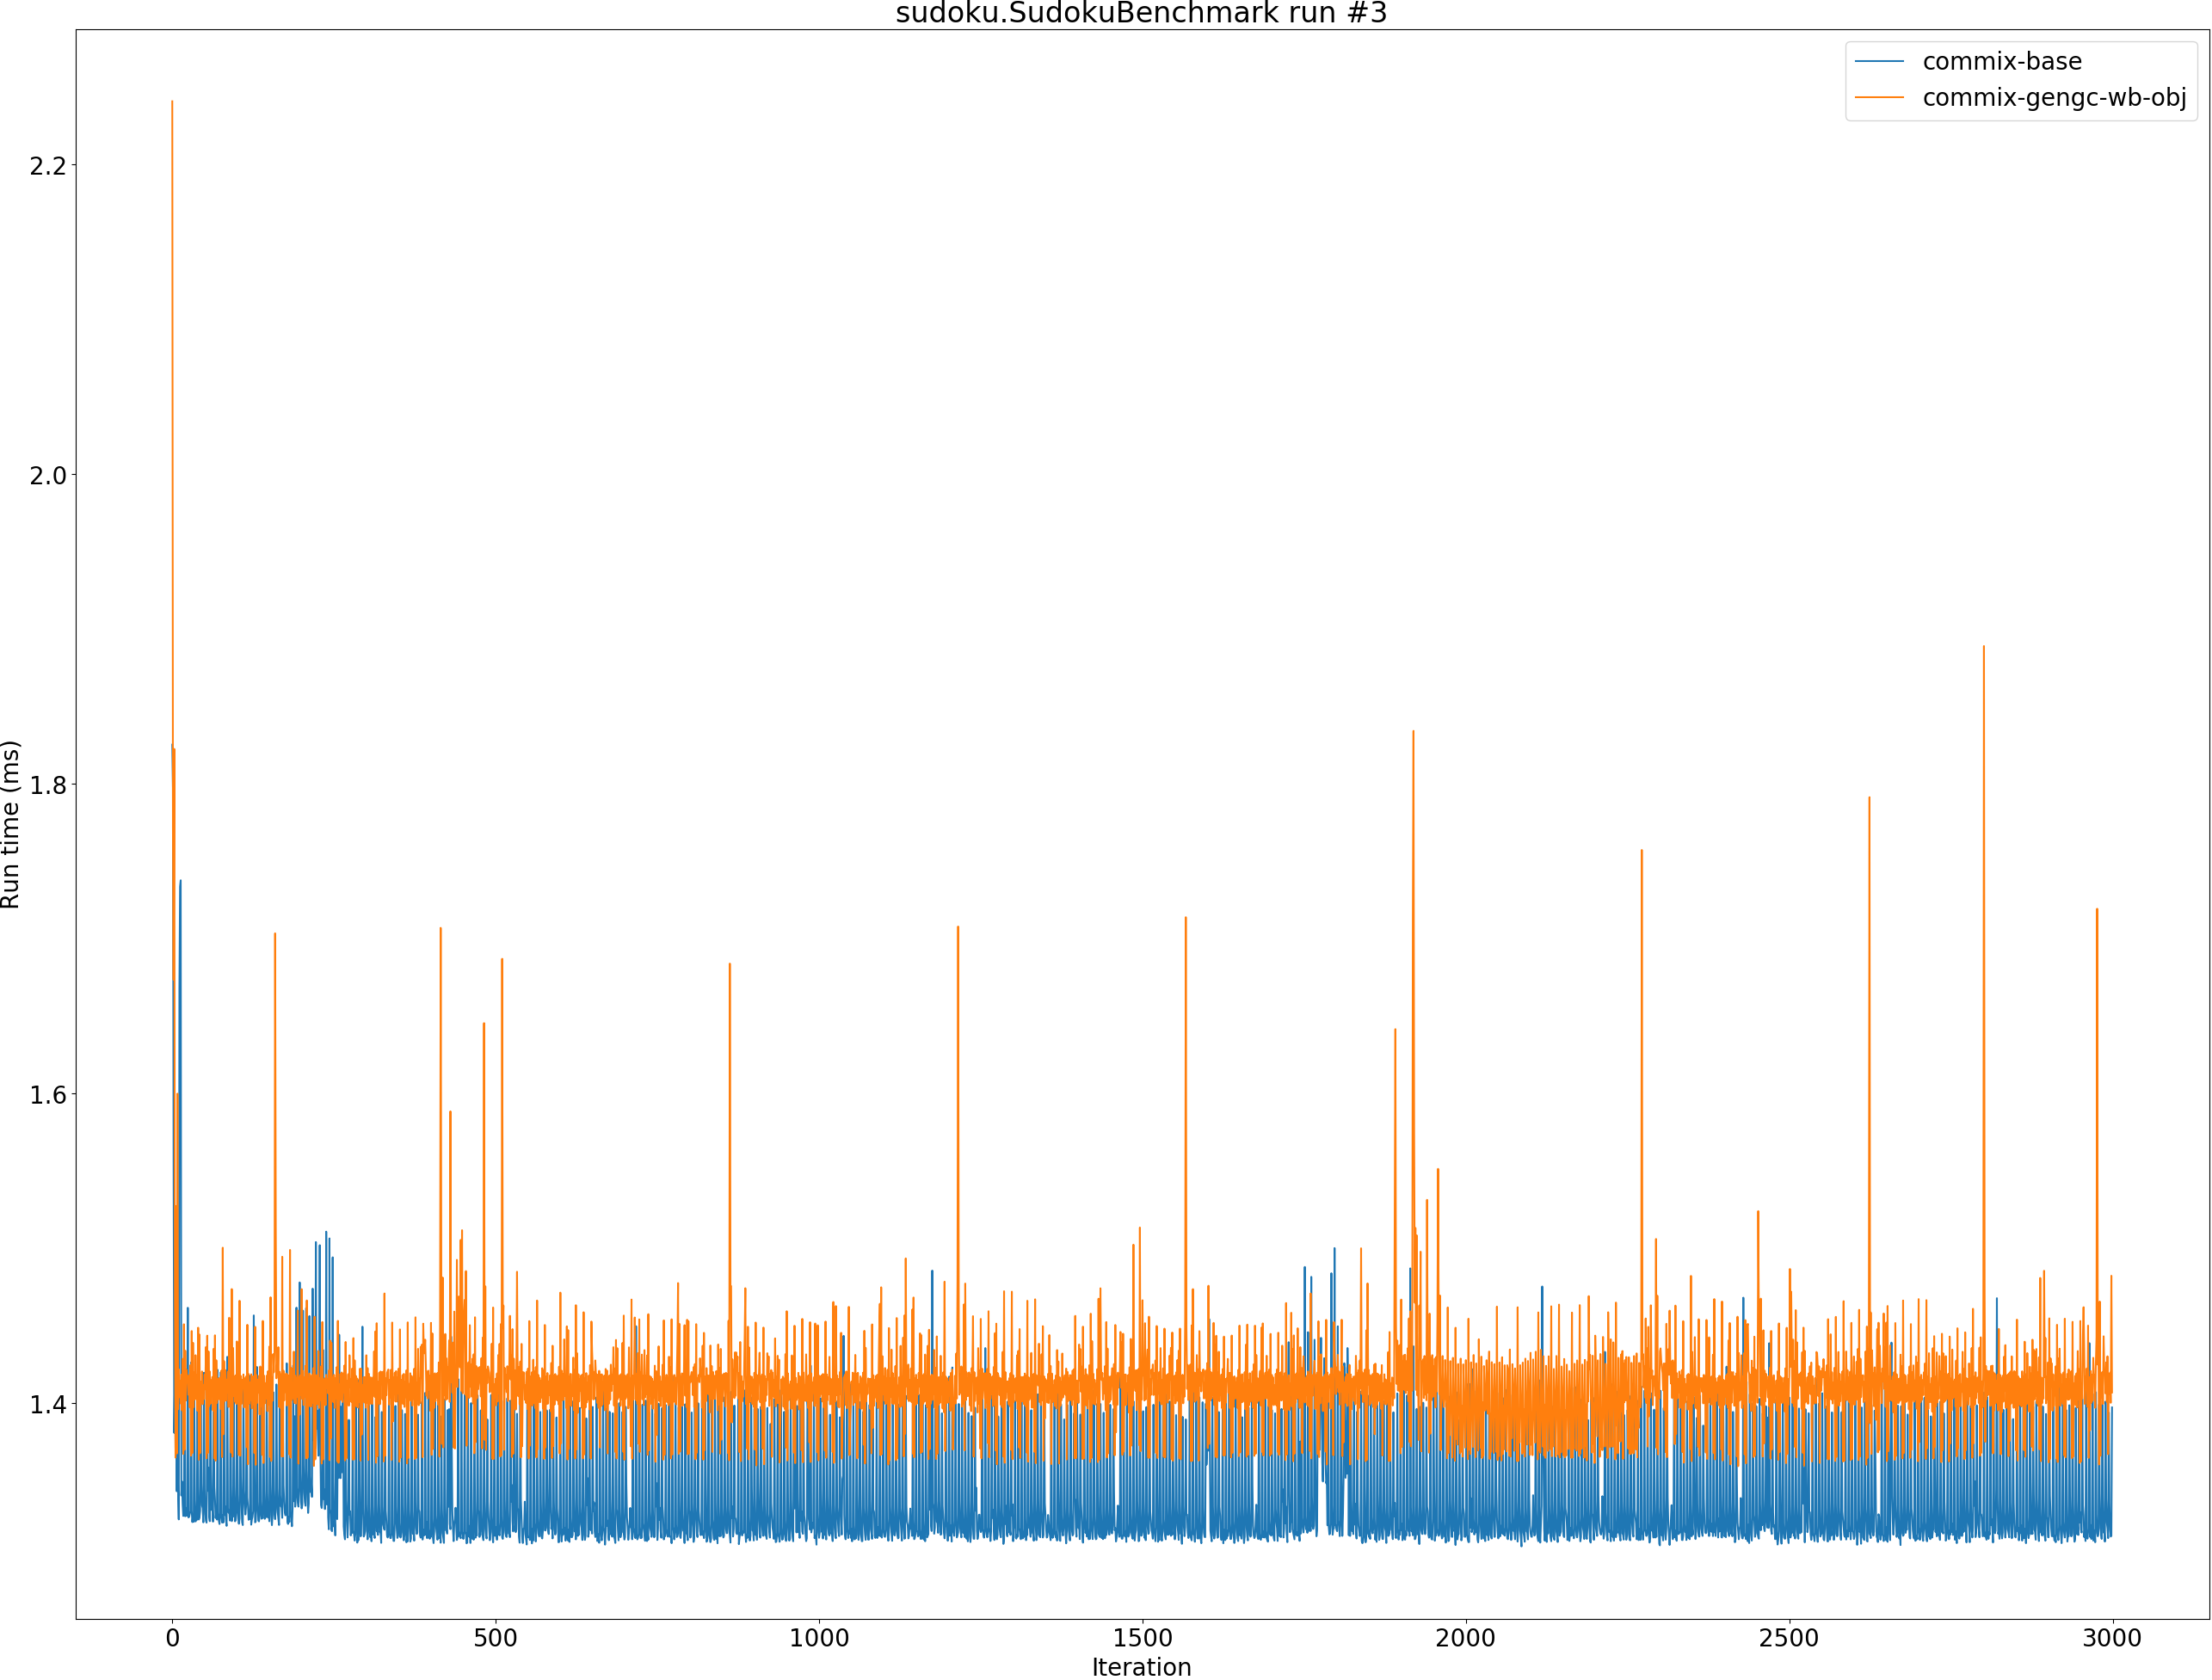 sudoku.SudokuBenchmark run #3
commix-base
commix-gengc-wb-obj
Run time (ms)
2.2
2.0
1.8
1.6
1.4
0 500 1000 1500 2000 2500 3000
Iteration